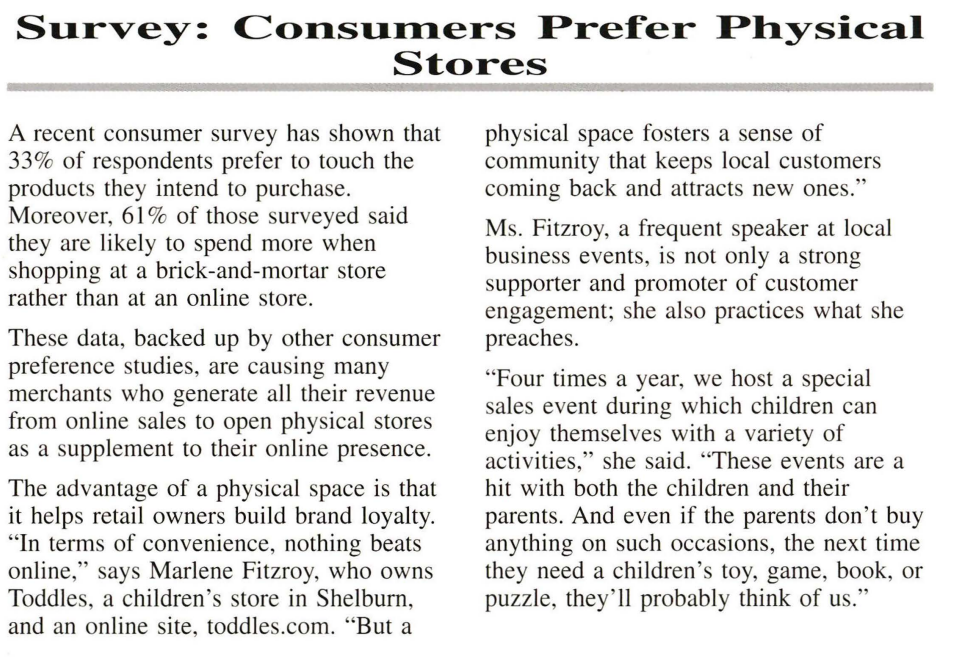 Survey: Consumers Prefer Physical
Stores
A recent consumer survey has shown that
33% of respondents prefer to touch the
products they intend to purchase.
Moreover, 61% of those surveyed said
they are likely to spend more when
shopping at a brick-and-mortar store
rather than at an online store.
These data, backed up by other consumer
preference studies, are causing many
merchants who generate all their revenue
from online sales to open physical stores
as a supplement to their online presence.
The advantage of a physical space is that
it helps retail owners build brand loyalty.
“In terms of convenience, nothing beats
online,” says Marlene Fitzroy, who owns
Toddles, a children’s store in Shelburn,
and an online site, toddles.com. “But a
physical space fosters a sense of
community that keeps local customers
coming back and attracts new ones.”
Ms. Fitzroy, a frequent speaker at local
business events, is not only a strong
supporter and promoter of customer
engagement; she also practices what she
preaches.
“Four times a year, we host a special
sales event during which children can
enjoy themselves with a variety of
activities,” she said. “These events are a
hit with both the children and their
parents. And even if the parents don’t buy
anything on such occasions, the next time
they need a children’s toy, game, book, or
puzzle, they’ll probably think of us.”